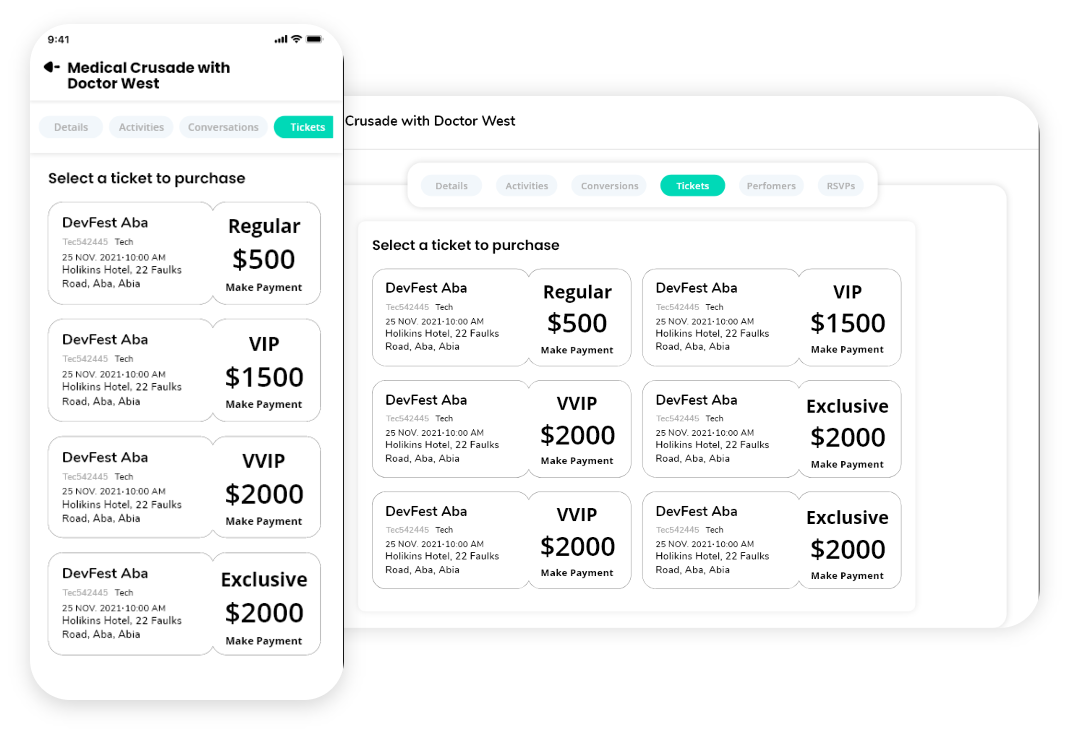 9:41
Medical Crusade with
Doctor West
Details Activities Conversations Tickets
Select a ticket to purchase
DevFest Aba
Tec542445 Tech
25 NOV. 2021-10:00 AM
Holikins Hotel, 22 Faulks
Road, Aba, Abia
Regular
$500
Make Payment
DevFest Aba
Tec542445 Tech
25 NOV. 2021-10:00 AM
Holikins Hotel, 22 Faulks
Road, Aba, Abia
VIP
$1500
Make Payment
DevFest Aba
Tec542445 Tech
25 NOV. 2021-10:00 AM
Holikins Hotel, 22 Faulks
Road, Aba, Abia
VVIP
$2000
Make Payment
DevFest Aba
Tec542445 Tech
25 NOV. 2021-10:00 AM
Holikins Hotel, 22 Faulks
Road, Aba, Abia
Exclusive
$2000
Make Payment
Crusade with Doctor West
Details Activities Conversions Tickets Perfomers RSVPs
Select a ticket to purchase
DevFest Aba
Tec542445 Tech
25 NOV. 2021-10:00 AM
Holikins Hotel, 22 Faulks
Road, Aba, Abia
Regular
$500
Make Payment
DevFest Aba
Tec542445 Tech
25 NOV. 2021-10:00 AM
Holikins Hotel, 22 Faulks
Road, Aba, Abia
VIP
$1500
Make Payment
DevFest Aba
Tec542445 Tech
25 NOV. 2021-10:00 AM
Holikins Hotel, 22 Faulks
Road, Aba, Abia
VVIP
$2000
Make Payment
DevFest Aba
Tec542445 Tech
25 NOV. 2021-10:00 AM
Holikins Hotel, 22 Faulks
Road, Aba, Abia
Exclusive
$2000
Make Payment
DevFest Aba
Tec542445 Tech
25 NOV. 2021-10:00 AM
Holikins Hotel, 22 Faulks
Road, Aba, Abia
VVIP
$2000
Make Payment
DevFest Aba
Tec542445 Tech
25 NOV. 2021-10:00 AM
Holikins Hotel, 22 Faulks
Road, Aba, Abia
Exclusive
$2000
Make Payment